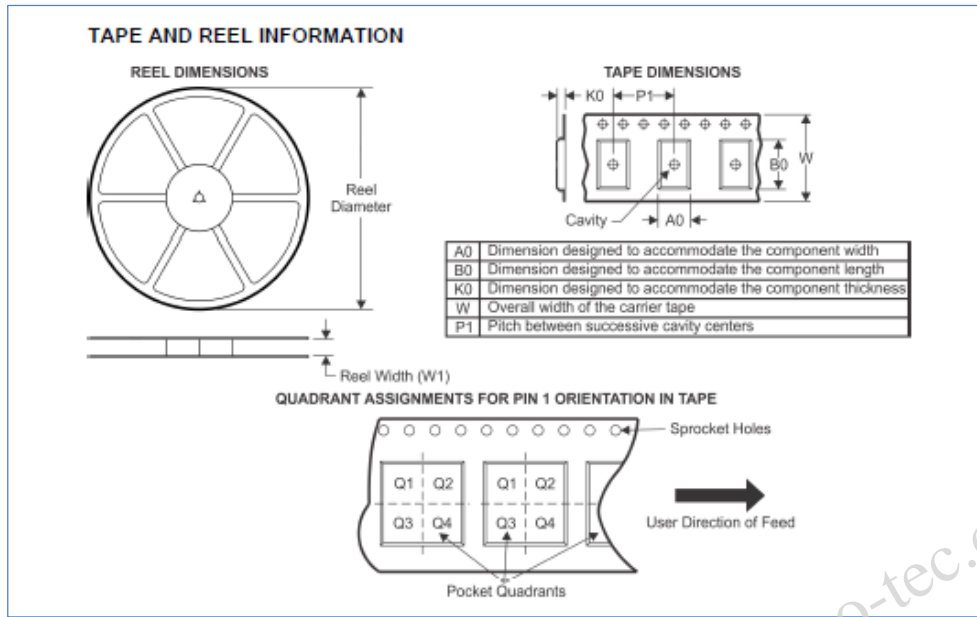 TAPE AND REEL INFORMATION
REEL DIMENSIONS
Reel
Diameter
Reel Width (W1)
TAPE DIMENSIONS
K0
P1
W
B0
Cavity
A0
A0 Dimension designed to accommodate the component width
B0 Dimension designed to accommodate the component length
K0 Dimension designed to accommodate the component thickness
W Overall width of the carrier tape
P1 Pitch between successive cavity centers
QUADRANT ASSIGNMENTS FOR PIN 1 ORIENTATION IN TAPE
Sprocket Holes
Q1 Q2 Q1 Q2
Q3 Q4 Q3 Q4
User Direction of Feed
Pocket Quadrants